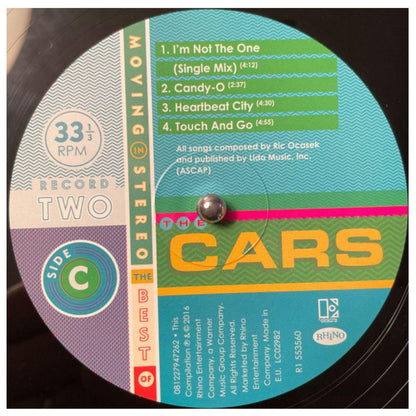 1. I'm Not The One
(Single Mix) (4:12)
2. Candy-O (2:37)
3. Heartbeat City (4:30)
4. Touch And Go (4:55)
All songs composed by Ric Ocasek
and published by Lido Music, Inc.
(ASCAP)
33 1/3
RPM
RECORD
TWO
SIDE
C
MOVING IN STEREO THE BEST OF
THE
CARS
081227947262 • This
Compilation ℗ & © 2016
Rhino Entertainment
Company, a Warner
Music Group Company.
All Rights Reserved.
Marketed by Rhino
Entertainment
Company. Made in
E.U. LC02982
RHINO
R1 553560